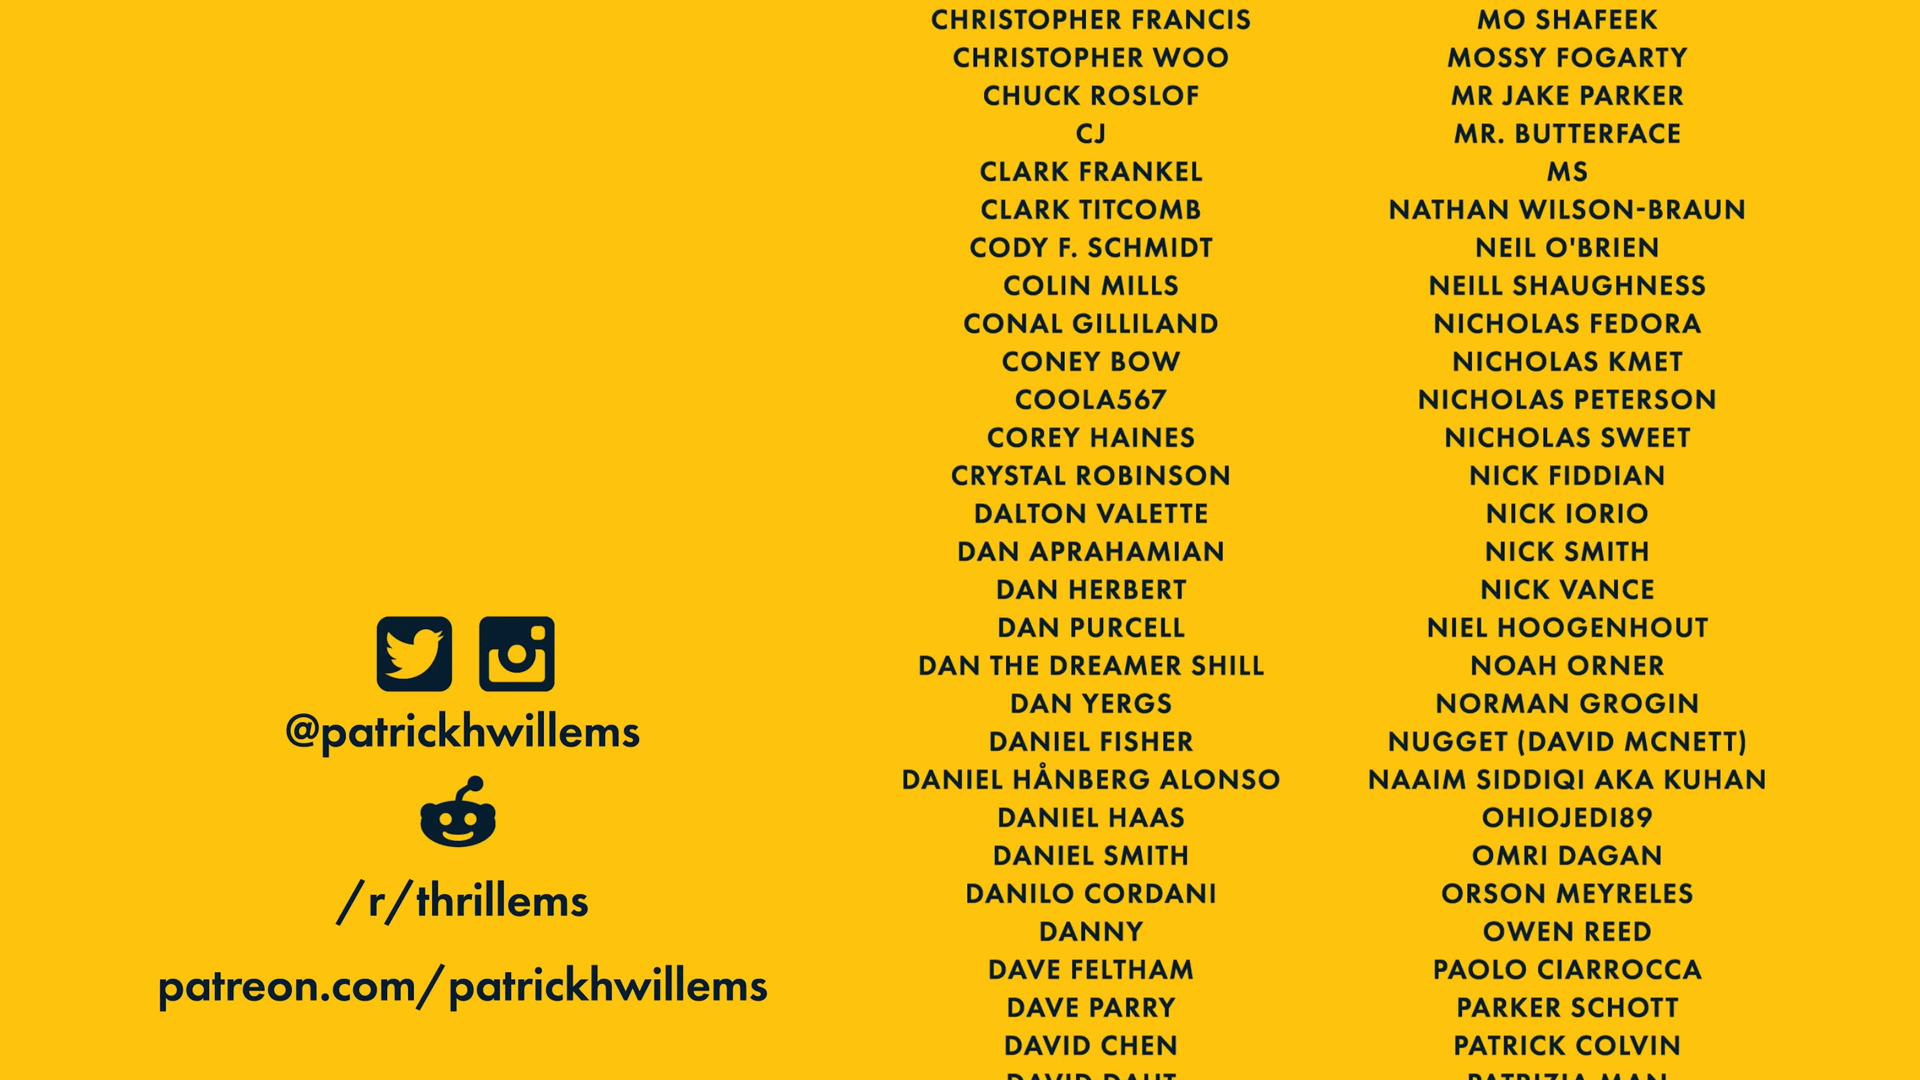 @patrickhwillems
/r/thrillems
patreon.com/patrickhwillems
CHRISTOPHER FRANCIS
CHRISTOPHER WOO
CHUCK ROSLOF
CJ
CLARK FRANKEL
CLARK TITCOMB
CODY F. SCHMIDT
COLIN MILLS
CONAL GILLILAND
CONEY BOW
COOLA567
COREY HAINES
CRYSTAL ROBINSON
DALTON VALETTE
DAN APRAHAMIAN
DAN HERBERT
DAN PURCELL
DAN THE DREAMER SHILL
DAN YERGS
DANIEL FISHER
DANIEL HÅNBERG ALONSO
DANIEL HAAS
DANIEL SMITH
DANILO CORDANI
DANNY
DAVE FELTHAM
DAVE PARRY
DAVID CHEN
DAVID
MO SHAFEEK
MOSSY FOGARTY
MR JAKE PARKER
MR. BUTTERFACE
MS
NATHAN WILSON-BRAUN
NEIL O'BRIEN
NEILL SHAUGHNESS
NICHOLAS FEDORA
NICHOLAS KMET
NICHOLAS PETERSON
NICHOLAS SWEET
NICK FIDDIAN
NICK IORIO
NICK SMITH
NICK VANCE
NIEL HOOGENHOUT
NOAH ORNER
NORMAN GROGIN
NUGGET (DAVID MCNETT)
NAAIM SIDDIQI AKA KUHAN
OHIOJEDI89
OMRI DAGAN
ORSON MEYRELES
OWEN REED
PAOLO CIARROCCA
PARKER SCHOTT
PATRICK COLVIN